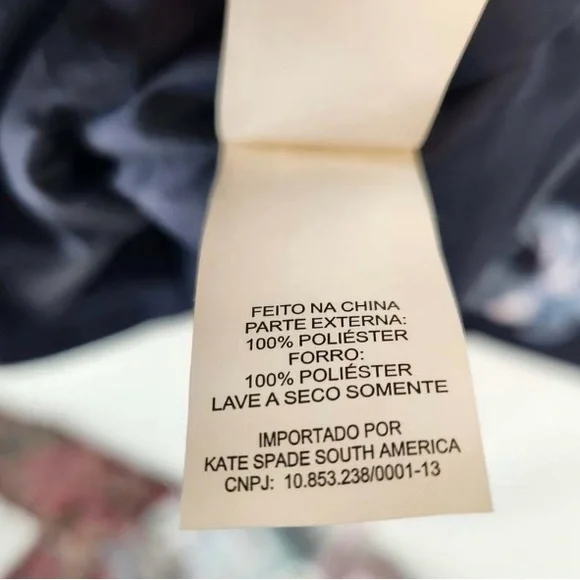 FEITO NA CHINA
PARTE EXTERNA:
100% POLIÉSTER
FORRO:
100% POLIÉSTER
LAVE A SECO SOMENTE
IMPORTADO POR
KATE SPADE SOUTH AMERICA
CNPJ: 10.853.238/0001-13